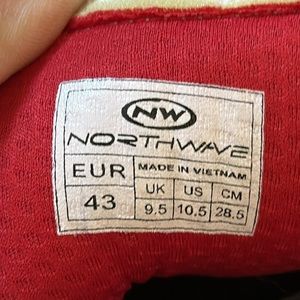 NW
NORTHWAVE
EUR MADE IN VIETNAM
UK US CM
43 9.5 10.5 28.5